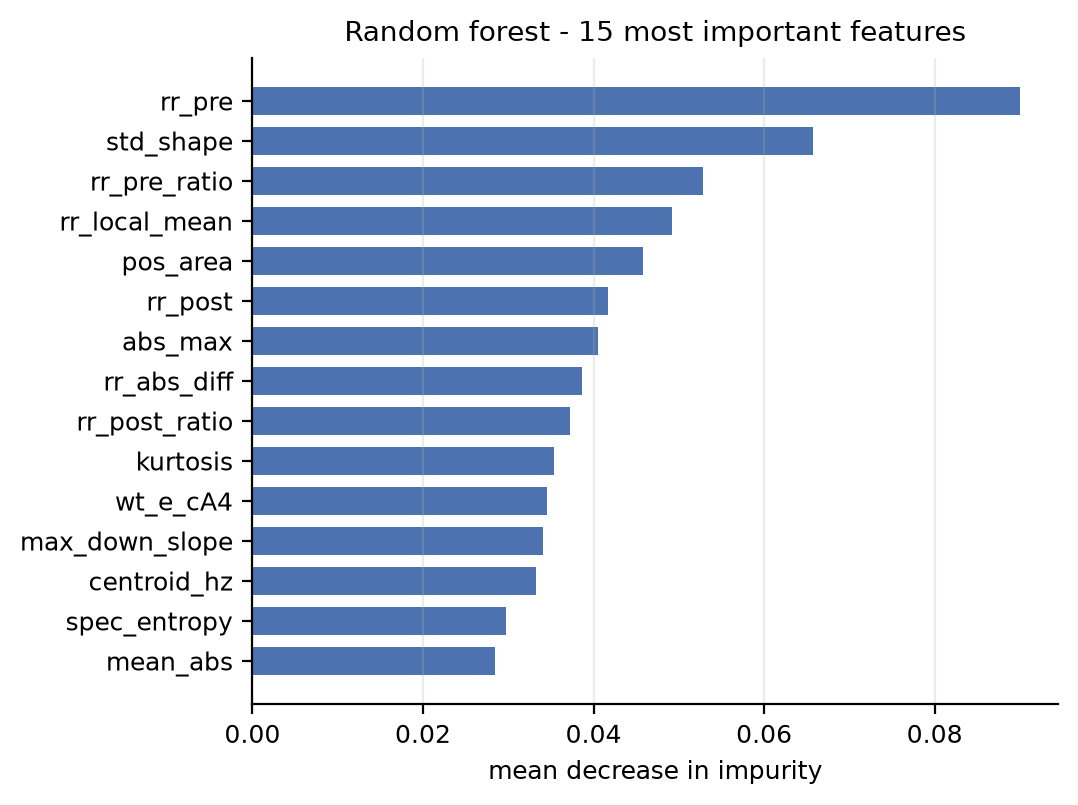 Random forest - 15 most important features
rr_pre
std_shape
rr_pre_ratio
rr_local_mean
pos_area
rr_post
abs_max
rr_abs_diff
rr_post_ratio
kurtosis
wt_e_cA4
max_down_slope
centroid_hz
spec_entropy
mean_abs
0.00 0.02 0.04 0.06 0.08
mean decrease in impurity